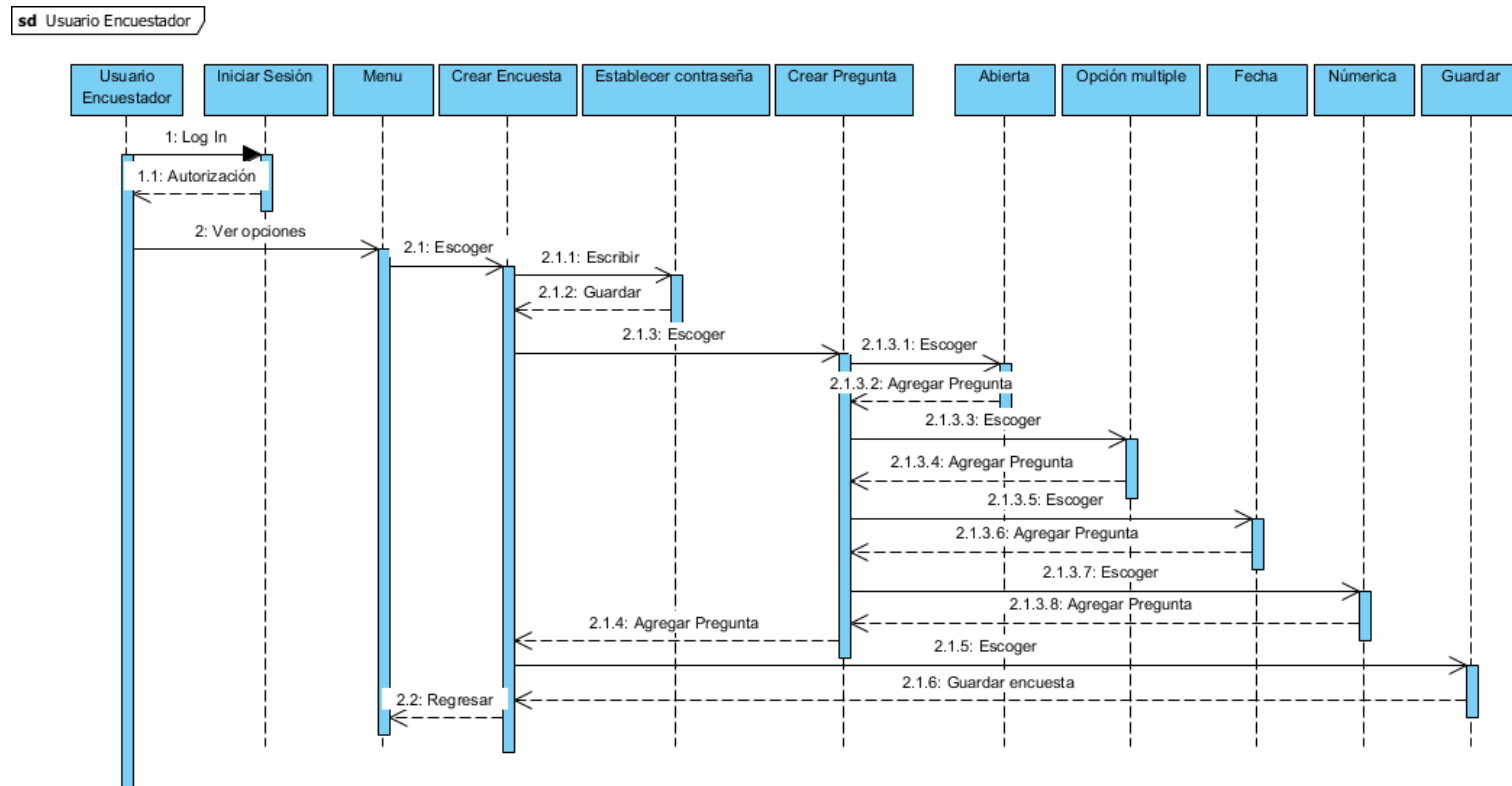 sd Usuario Encuestador
Usuario
Encuestador
Iniciar Sesión
Menu
Crear Encuesta
Establecer contraseña
Crear Pregunta
Abierta
Opción multiple
Fecha
Númerica
Guardar
1: Log In
1.1: Autorización
2: Ver opciones
2.1: Escoger
2.1.1: Escribir
2.1.2: Guardar
2.1.3: Escoger
2.1.3.1: Escoger
2.1.3.2: Agregar Pregunta
2.1.3.3: Escoger
2.1.3.4: Agregar Pregunta
2.1.3.5: Escoger
2.1.3.6: Agregar Pregunta
2.1.3.7: Escoger
2.1.3.8: Agregar Pregunta
2.1.4: Agregar Pregunta
2.1.5: Escoger
2.1.6: Guardar encuesta
2.2: Regresar